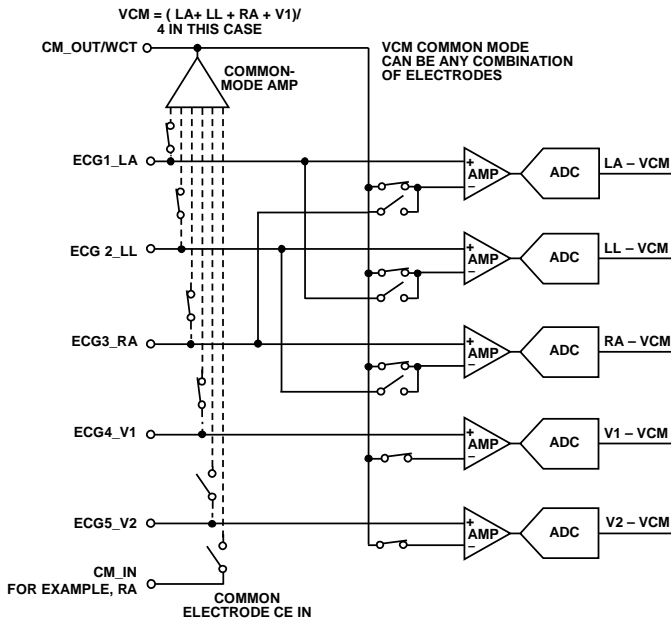 VCM = ( LA+ LL + RA + V1)/
4 IN THIS CASE
CM_OUT/WCT
COMMON-
MODE AMP
VCM COMMON MODE
CAN BE ANY COMBINATION
OF ELECTRODES
ECG1_LA
+
AMP
–
ADC
LA – VCM
ECG 2_LL
+
AMP
–
ADC
LL – VCM
ECG3_RA
+
AMP
–
ADC
RA – VCM
ECG4_V1
+
AMP
–
ADC
V1 – VCM
ECG5_V2
+
AMP
–
ADC
V2 – VCM
CM_IN
FOR EXAMPLE, RA
COMMON
ELECTRODE CE IN